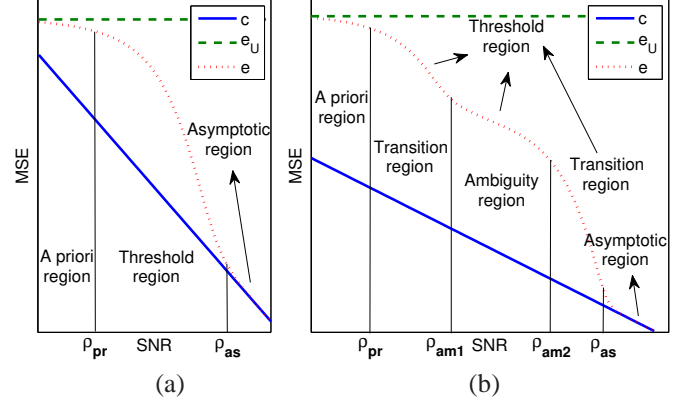 c
e_U
e
MSE
Asymptotic
region
A priori
region
Threshold
region
ρ_pr
SNR
ρ_as
(a)
c
e_U
e
MSE
Threshold
region
A priori
region
Transition
region
Ambiguity
region
Transition
region
Asymptotic
region
ρ_pr
ρ_am1
SNR
ρ_am2
ρ_as
(b)